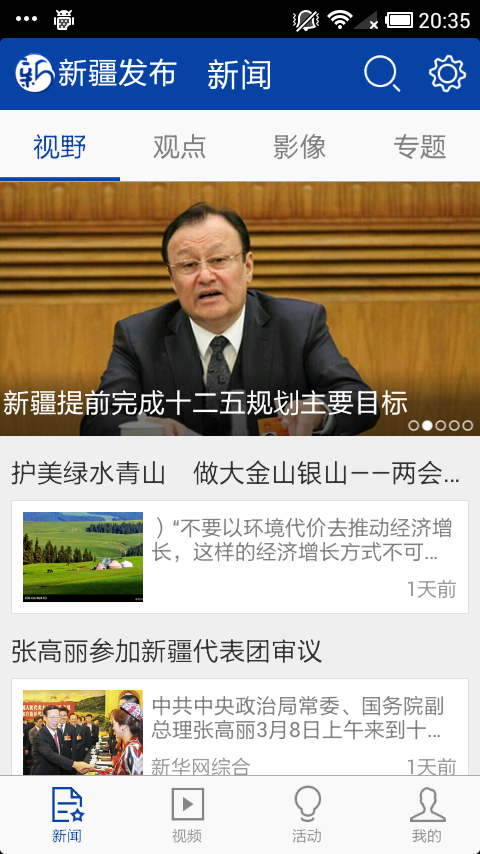 20:35
新疆发布 新闻
视野 观点 影像 专题
新疆提前完成十二五规划主要目标
护美绿水青山　做大金山银山——两会...
）“不要以环境代价去推动经济增
长，这样的经济增长方式不可...
1天前
张高丽参加新疆代表团审议
中共中央政治局常委、国务院副
总理张高丽3月8日上午来到十...
新华网综合 1天前
新闻 视频 活动 我的